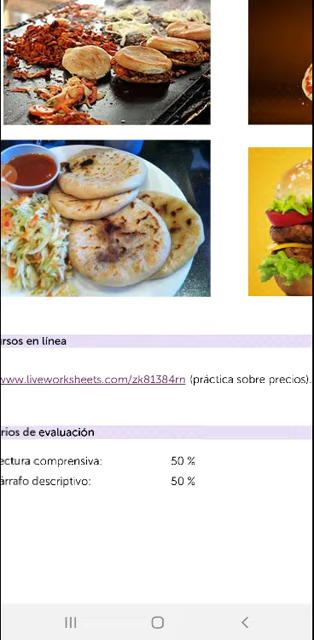 rsos en línea
www.liveworksheets.com/zk81384rn (práctica sobre precios).
rios de evaluación
ectura comprensiva: 50 %
árrafo descriptivo: 50 %